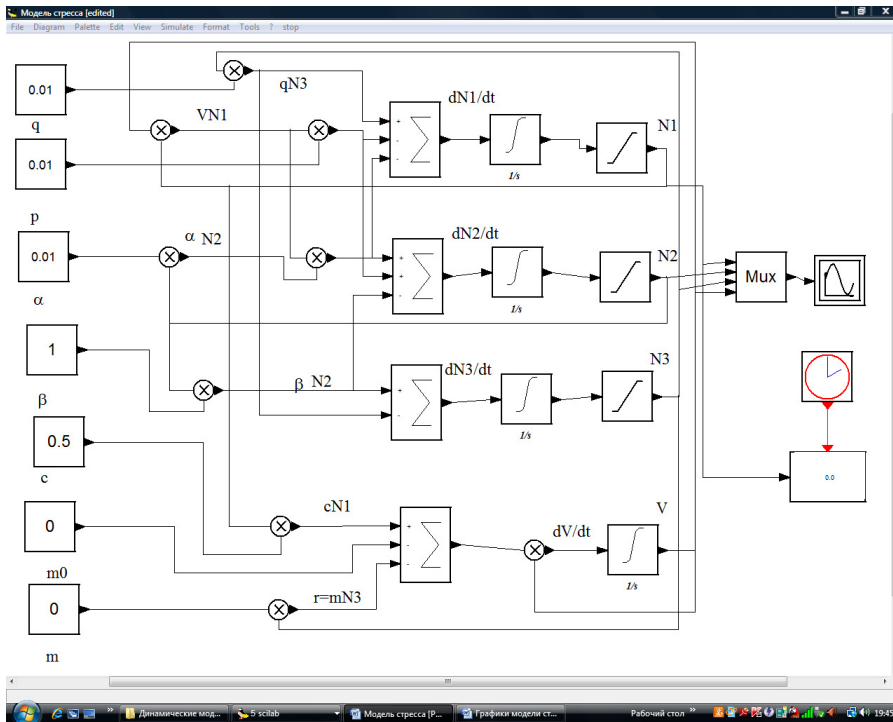 Модель стресса [edited]
File Diagram Palette Edit View Simulate Format Tools ? stop
0.01
q
0.01
p
0.01
α
1
β
0.5
c
0
m0
0
m
qN3
VN1
α N2
β N2
cN1
r=mN3
dN1/dt
+
-
-
1/s
N1
dN2/dt
+
+
-
1/s
N2
dN3/dt
+
-
1/s
N3
+
-
-
dV/dt
V
1/s
Mux
0.0
Динамические мод...
5 scilab
Модель стресса [Р...
Графики модели ст...
Рабочий стол
19:45